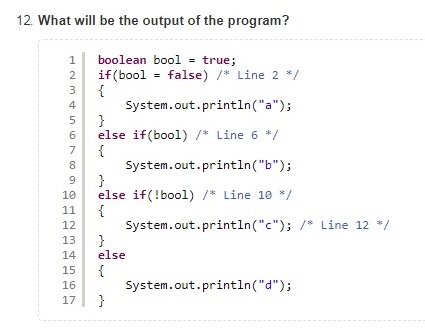 12. What will be the output of the program?
1 boolean bool = true;
2 if(bool = false) /* Line 2 */
3 {
4 System.out.println("a");
5 }
6 else if(bool) /* Line 6 */
7 {
8 System.out.println("b");
9 }
10 else if(!bool) /* Line 10 */
11 {
12 System.out.println("c"); /* Line 12 */
13 }
14 else
15 {
16 System.out.println("d");
17 }